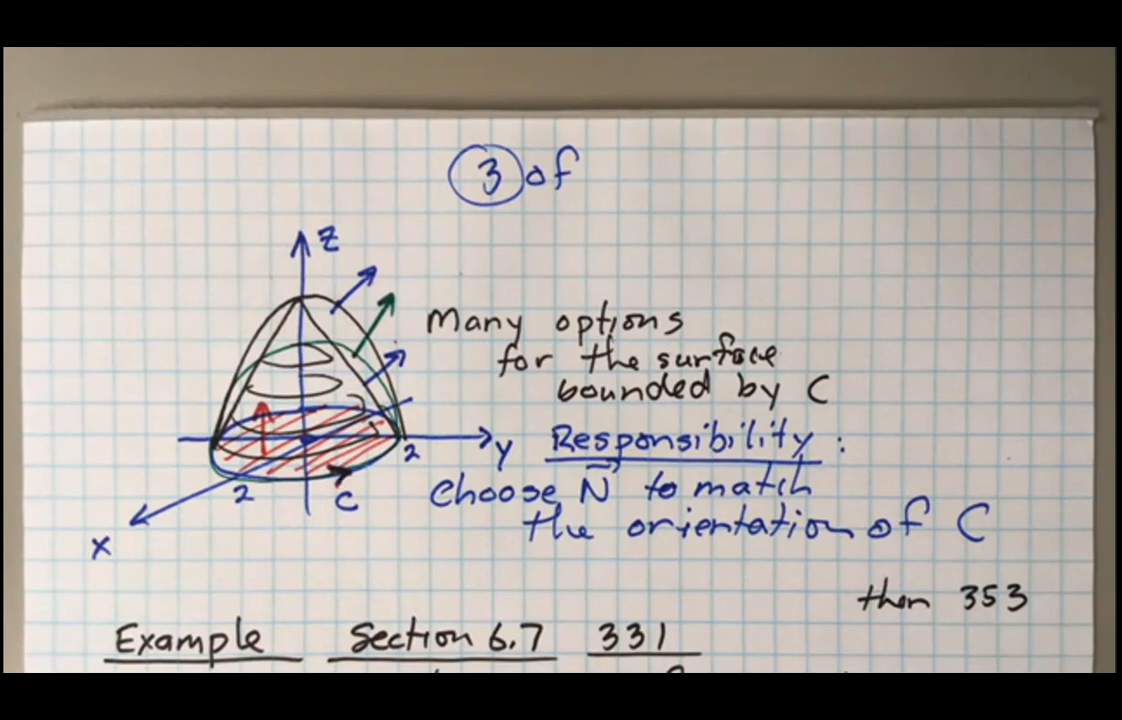 3 of
z
Many options
for the surface
bounded by C
y
2
Responsibility:
2
C
Choose N to match
the orientation of C
x
then 353
Example Section 6.7 331